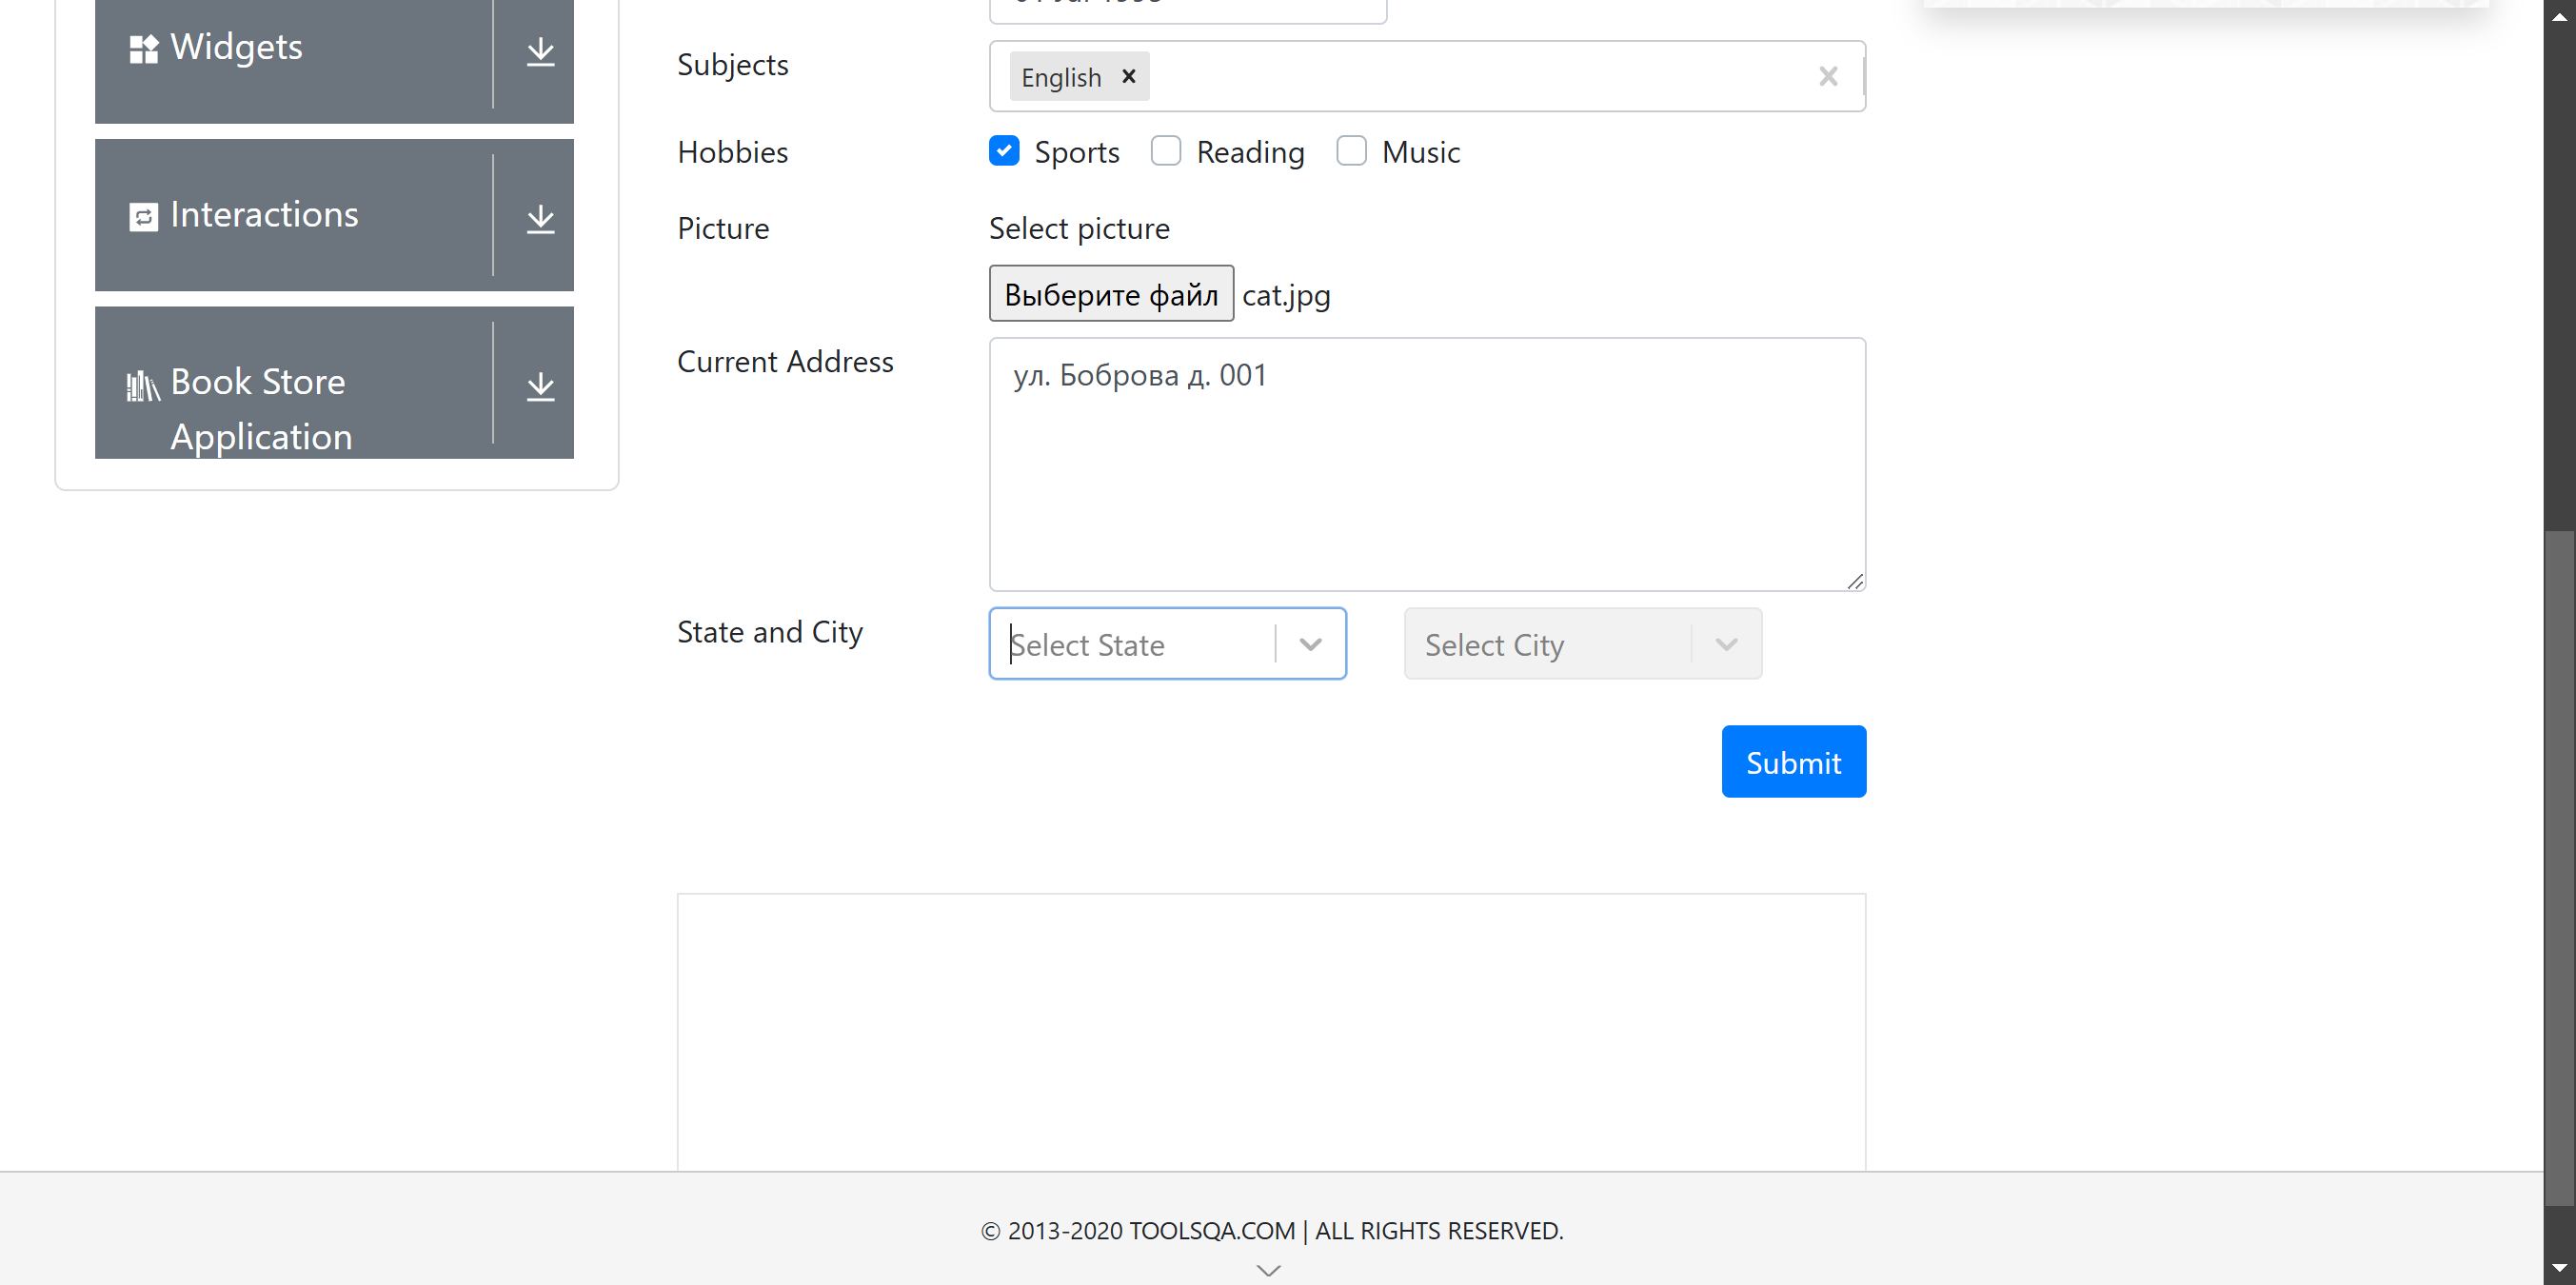 Widgets
Interactions
Book Store
Application
Subjects
English
Hobbies
Sports
Reading
Music
Picture
Select picture
Выберите файл cat.jpg
Current Address
ул. Боброва д. 001
State and City
Select State
Select City
Submit
© 2013-2020 TOOLSQA.COM | ALL RIGHTS RESERVED.